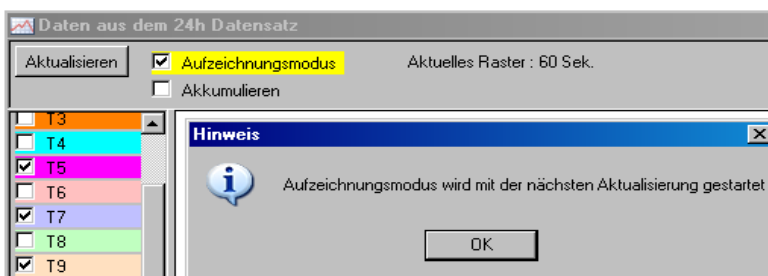 Daten aus dem 24h Datensatz
Aktualisieren
Aufzeichnungsmodus
Aktuelles Raster : 60 Sek.
Akkumulieren
T3
T4
T5
T6
T7
T8
T9
Hinweis
Aufzeichnungsmodus wird mit der nächsten Aktualisierung gestartet
OK